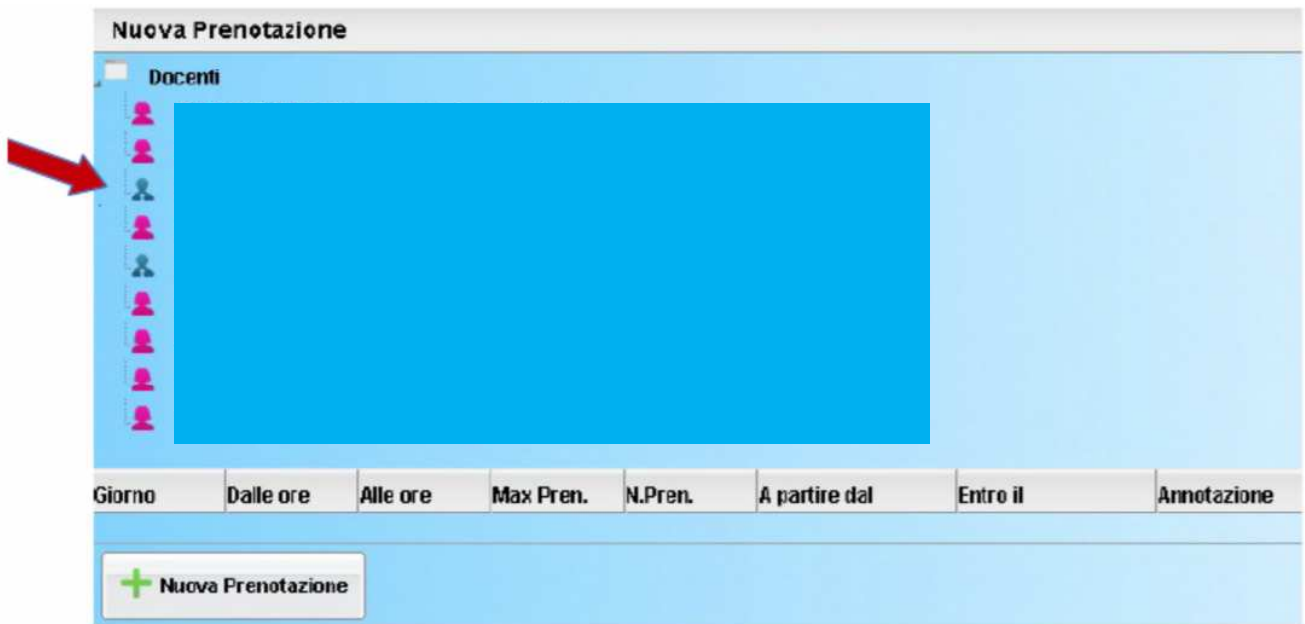 Nuova Prenotazione
Docenti
Giorno Dalle ore Alle ore Max Pren. N.Pren. A partire dal Entro il Annotazione
Nuova Prenotazione